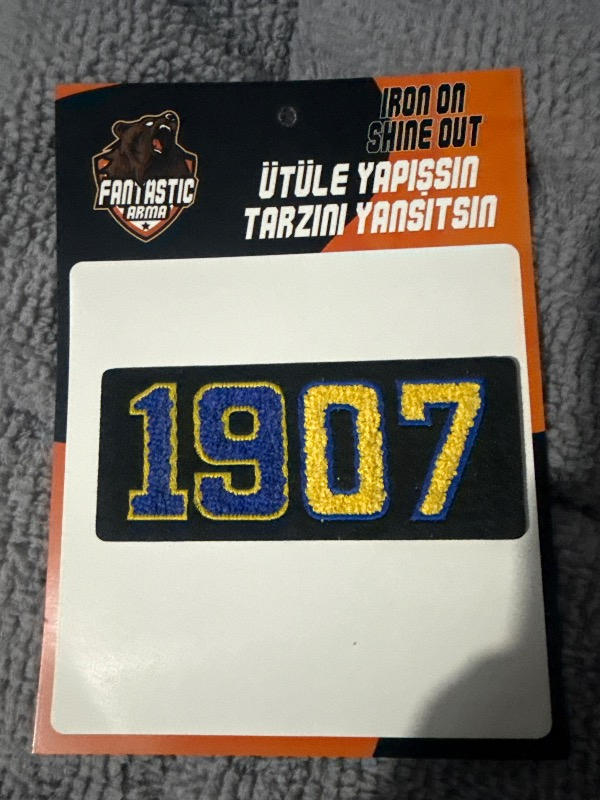 IRON ON
SHINE OUT
FANTASTIC
ARMA
ÜTÜLE YAPIŞSIN
TARZINI YANSITSIN
1907